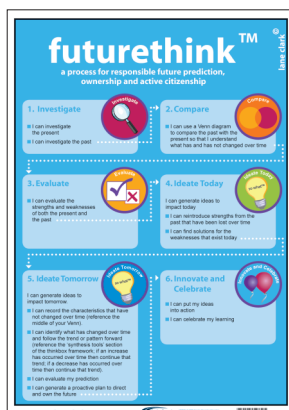 futurethink™
© lane clark
a process for responsible future prediction,
ownership and active citizenship
1. Investigate
Investigate
I can investigate
the present
I can investigate the past
2. Compare
Compare
I can use a Venn diagram
to compare the past with the
present so that I understand
what has and has not changed over time
3. Evaluate
Evaluate
I can evaluate the
strengths and weaknesses
of both the present and
the past
4. Ideate Today
Ideate Today
I can generate ideas to
impact today
I can reintroduce strengths from the
past that have been lost over time
I can find solutions for the
weaknesses that exist today
5. Ideate Tomorrow
Ideate Tomorrow
I can generate ideas to
impact tomorrow
I can record the characteristics that have
not changed over time (reference the
middle of your Venn)
I can identify what has changed over time
and follow the trend or pattern forward
(reference the 'synthesis tools' section
of the thinkbox framework; if an increase
has occurred over time then continue that
trend; if a decrease has occurred over
time then continue that trend).
I can evaluate my prediction
I can generate a proactive plan to direct
and own the future
6. Innovate and
Celebrate
Innovate and Celebrate
I can put my ideas
into action
I can celebrate my learning